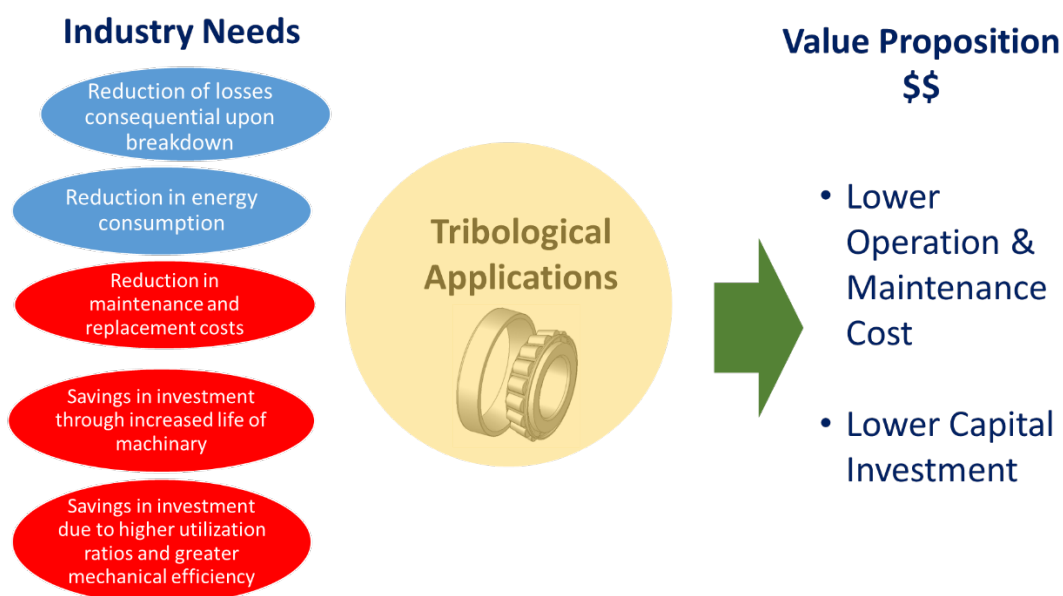 Industry Needs
Reduction of losses
consequential upon
breakdown
Reduction in energy
consumption
Reduction in
maintenance and
replacement costs
Savings in investment
through increased life of
machinary
Savings in investment
due to higher utilization
ratios and greater
mechanical efficiency
Tribological
Applications
Value Proposition
$$
• Lower
Operation &
Maintenance
Cost
• Lower Capital
Investment